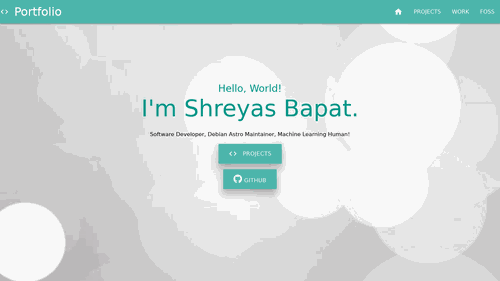 Portfolio
PROJECTS WORK FOSS
Hello, World!
I'm Shreyas Bapat.
Software Developer, Debian Astro Maintainer, Machine Learning Human!
PROJECTS
GITHUB